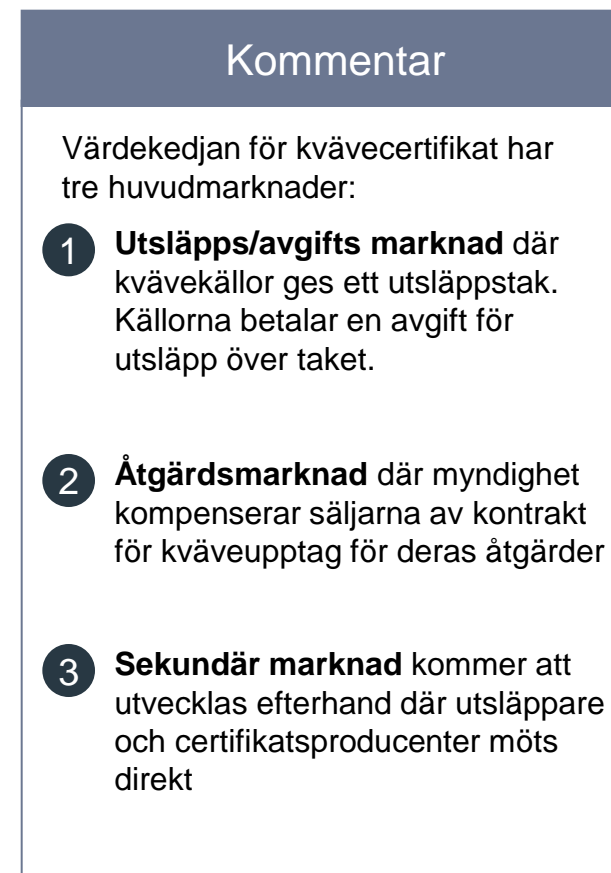 Kommentar
Värdekedjan för kvävecertifikat har
tre huvudmarknader:
1 Utsläpps/avgifts marknad där
kvävekällor ges ett utsläppstak.
Källorna betalar en avgift för
utsläpp över taket.
2 Åtgärdsmarknad där myndighet
kompenserar säljarna av kontrakt
för kväveupptag för deras åtgärder
3 Sekundär marknad kommer att
utvecklas efterhand där utsläppare
och certifikatsproducenter möts
direkt